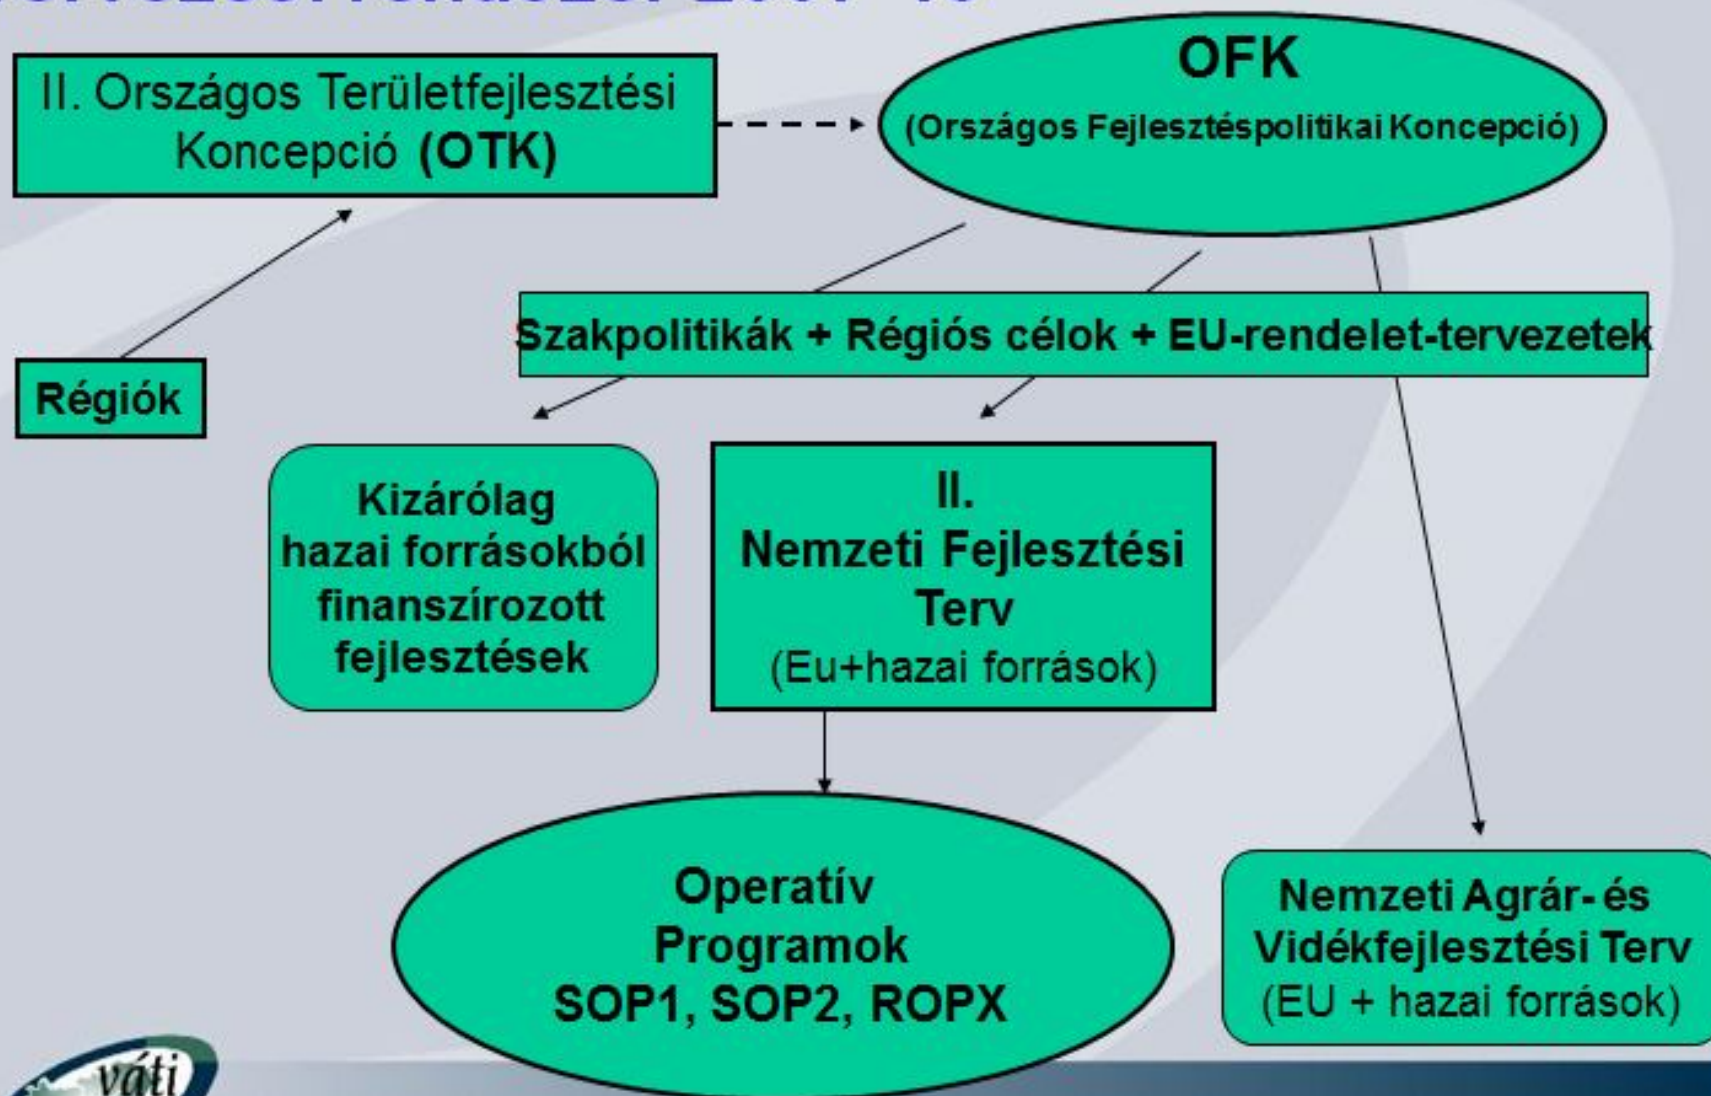 II. Országos Területfejlesztési
Koncepció (OTK)
OFK
(Országos Fejlesztéspolitikai Koncepció)
Szakpolitikák + Régiós célok + EU-rendelet-tervezetek
Régiók
Kizárólag
hazai forrásokból
finanszírozott
fejlesztések
II.
Nemzeti Fejlesztési
Terv
(Eu+hazai források)
Operatív
Programok
SOP1, SOP2, ROPX
Nemzeti Agrár- és
Vidékfejlesztési Terv
(EU + hazai források)
váti